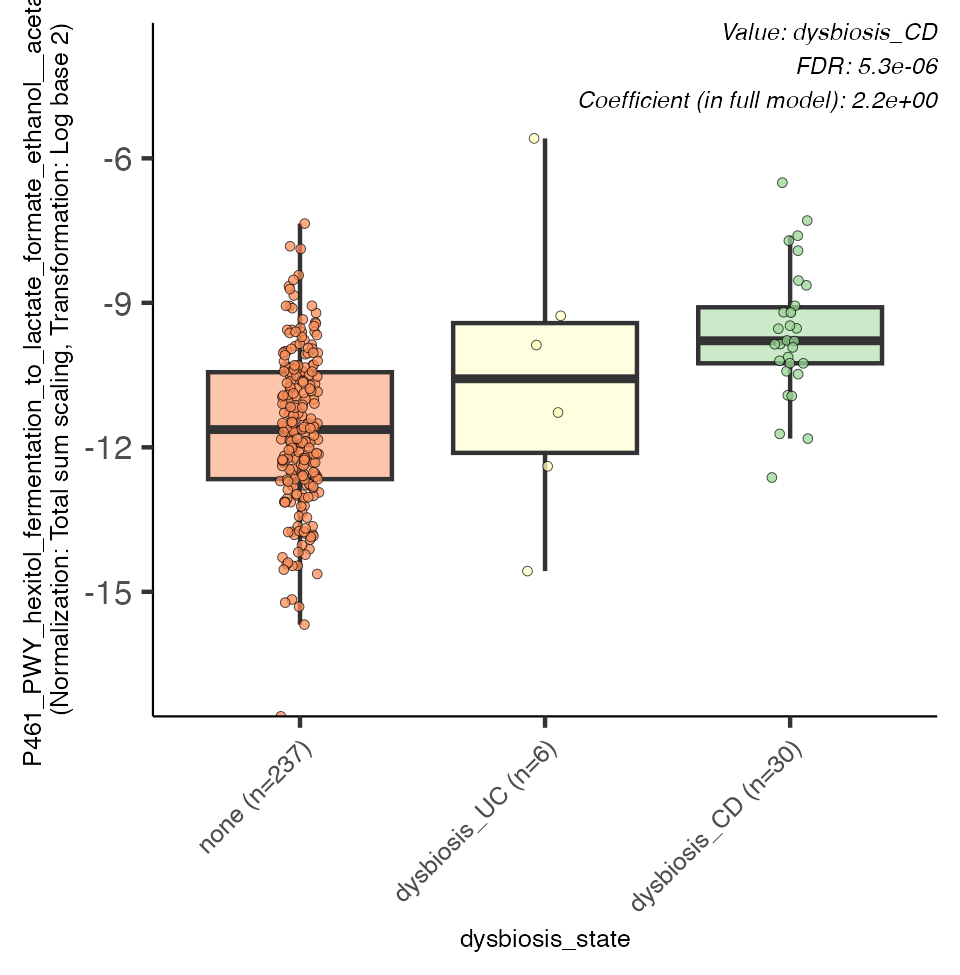 Value: dysbiosis_CD
FDR: 5.3e-06
Coefficient (in full model): 2.2e+00
P461_PWY_hexitol_fermentation_to_lactate_formate_ethanol__aceta
(Normalization: Total sum scaling, Transformation: Log base 2)
-6
-9
-12
-15
none (n=237)
dysbiosis_UC (n=6)
dysbiosis_CD (n=30)
dysbiosis_state